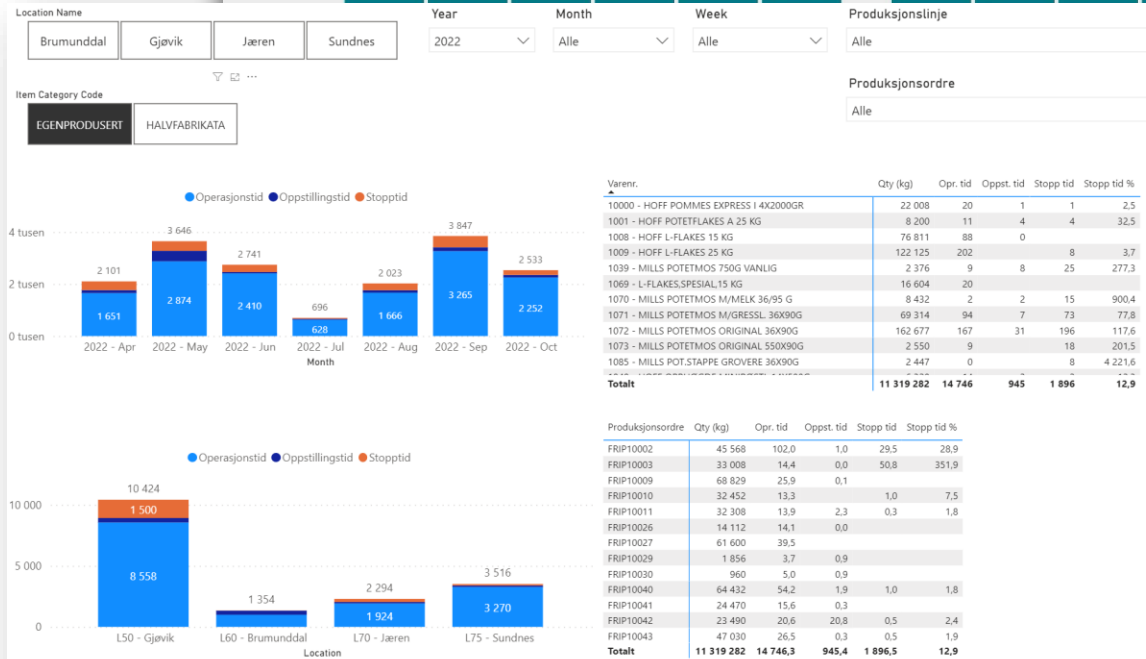 Location Name
Brumunddal Gjøvik Jæren Sundnes
Year Month Week Produksjonslinje
2022 Alle Alle Alle
Produksjonsordre
Alle
Item Category Code
EGENPRODUSERT HALVFABRIKATA
Operasjonstid Oppstillingstid Stopptid
4 tusen
2 tusen
0 tusen
2 101 3 646 2 741 696 2 023 3 847 2 533
1 651 2 874 2 410 628 1 666 3 265 2 252
2022 - Apr 2022 - May 2022 - Jun 2022 - Jul 2022 - Aug 2022 - Sep 2022 - Oct
Month
Varenr. Qty (kg) Opr. tid Oppst. tid Stopp tid Stopp tid %
10000 - HOFF POMMES EXPRESS I 4X2000GR 22 008 20 1 1 2,5
1001 - HOFF POTETFLAKES A 25 KG 8 200 11 4 4 32,5
1008 - HOFF L-FLAKES 15 KG 76 811 88 0
1009 - HOFF L-FLAKES 25 KG 122 125 202 8 3,7
1039 - MILLS POTETMOS 750G VANLIG 2 376 9 8 25 277,3
1069 - L-FLAKES,SPESIAL,15 KG 16 604 20
1070 - MILLS POTETMOS M/MELK 36/95 G 8 432 2 2 15 900,4
1071 - MILLS POTETMOS M/GRESSL. 36X90G 69 314 94 7 73 77,8
1072 - MILLS POTETMOS ORIGINAL 36X90G 162 677 167 31 196 117,6
1073 - MILLS POTETMOS ORIGINAL 550X90G 2 550 9 18 201,5
1085 - MILLS POT.STAPPE GROVERE 36X90G 2 447 0 8 4 221,6
Totalt 11 319 282 14 746 945 1 896 12,9
Operasjonstid Oppstillingstid Stopptid
10 000
5 000
0
10 424 1 354 2 294 3 516
1 500
8 558 1 924 3 270
L50 - Gjøvik L60 - Brumunddal L70 - Jæren L75 - Sundnes
Location
Produksjonsordre Qty (kg) Opr. tid Oppst. tid Stopp tid Stopp tid %
FRIP10002 45 568 102,0 1,0 29,5 28,9
FRIP10003 33 008 14,4 0,0 50,8 351,9
FRIP10009 68 829 25,9 0,1
FRIP10010 32 452 13,3 1,0 7,5
FRIP10011 32 308 13,9 2,3 0,3 1,8
FRIP10026 14 112 14,1 0,0
FRIP10027 61 600 39,5
FRIP10029 1 856 3,7 0,9
FRIP10030 960 5,0 0,9
FRIP10040 64 432 54,2 1,9 1,0 1,8
FRIP10041 24 470 15,6 0,3
FRIP10042 23 490 20,6 20,8 0,5 2,4
FRIP10043 47 030 26,5 0,3 0,5 1,9
Totalt 11 319 282 14 746,3 945,4 1 896,5 12,9